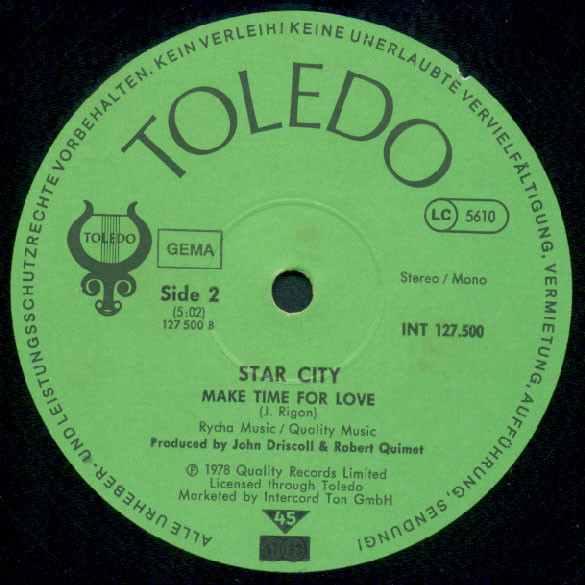 ALLE URHEBER- UND LEISTUNGSSCHUTZRECHTE VORBEHALTEN. KEIN VERLEIH! KEINE UNERLAUBTE VERVIELFÄLTIGUNG, VERMIETUNG, AUFFÜHRUNG, SENDUNG!
TOLEDO
LC 5610
TOLEDO
GEMA
Stereo / Mono
Side 2
(5:02)
127 500 B
INT 127.500
STAR CITY
MAKE TIME FOR LOVE
(J. Rigon)
Rycha Music / Quality Music
Produced by John Driscoll & Robert Quimet
℗ 1978 Quality Records Limited
Licensed through Toledo
Marketed by Intercord Ton GmbH
45